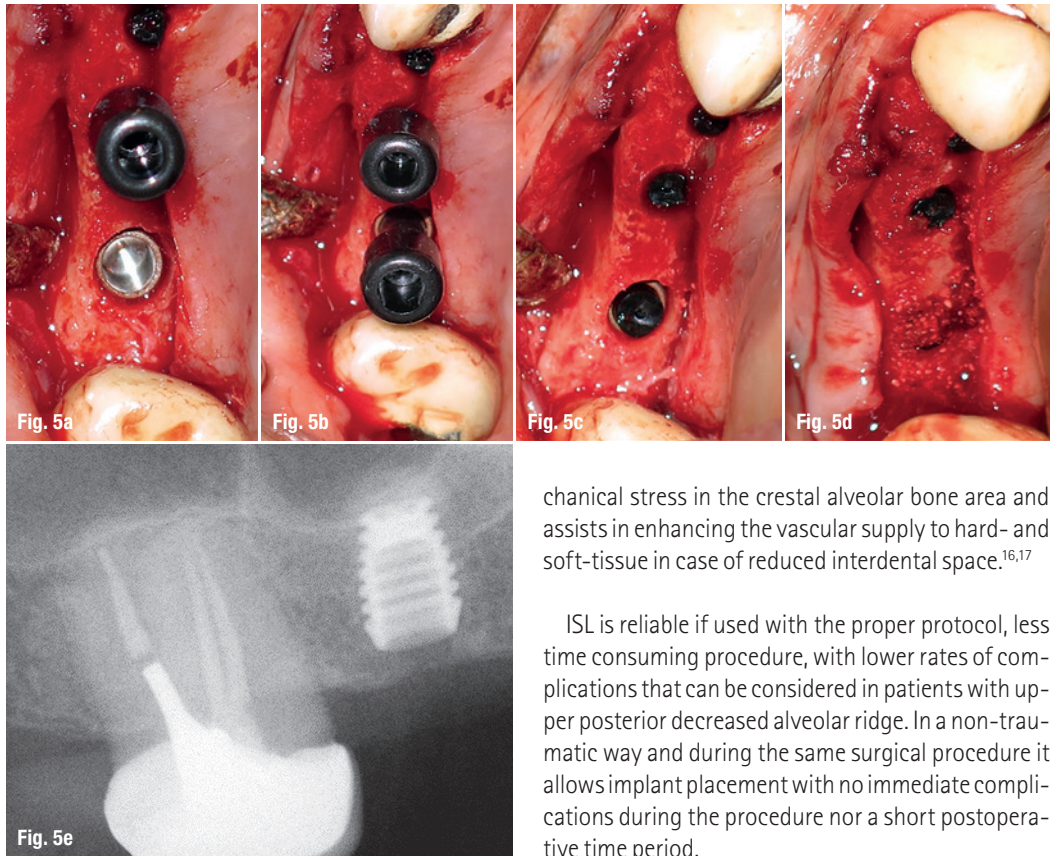 Fig. 5a
Fig. 5b
Fig. 5c
Fig. 5d
Fig. 5e
chanical stress in the crestal alveolar bone area and
assists in enhancing the vascular supply to hard- and
soft-tissue in case of reduced interdental space.16,17
ISL is reliable if used with the proper protocol, less
time consuming procedure, with lower rates of com-
plications that can be considered in patients with up-
per posterior decreased alveolar ridge. In a non-trau-
matic way and during the same surgical procedure it
allows implant placement with no immediate compli-
cations during the procedure nor a short postopera-
tive time period.